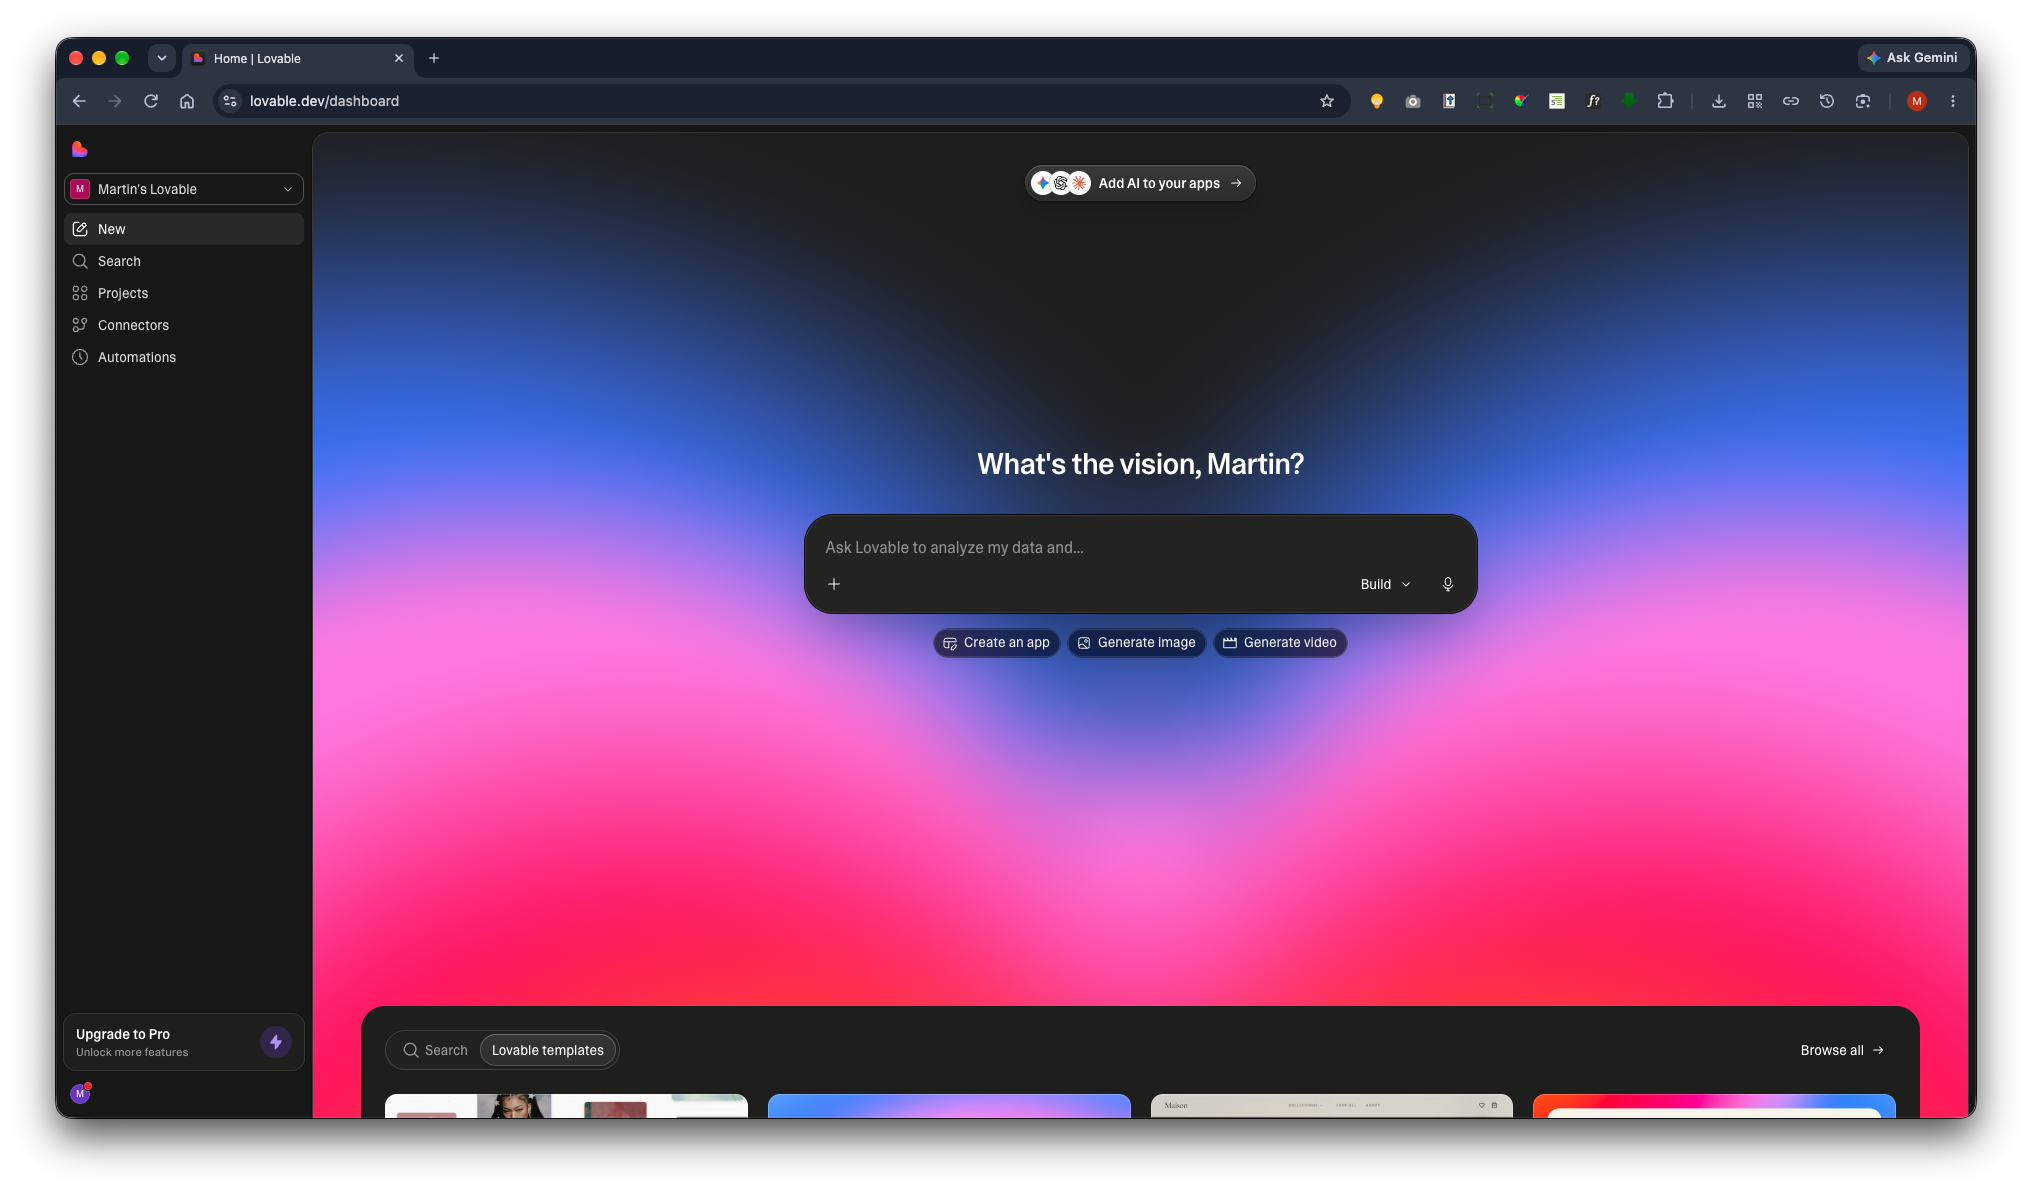 Home | Lovable
Ask Gemini
lovable.dev/dashboard
M
M Martin's Lovable
New
Search
Projects
Connectors
Automations
Add AI to your apps
What's the vision, Martin?
Ask Lovable to analyze my data and...
Build
Create an app
Generate image
Generate video
Upgrade to Pro
Unlock more features
M
Search
Lovable templates
Browse all
Maison